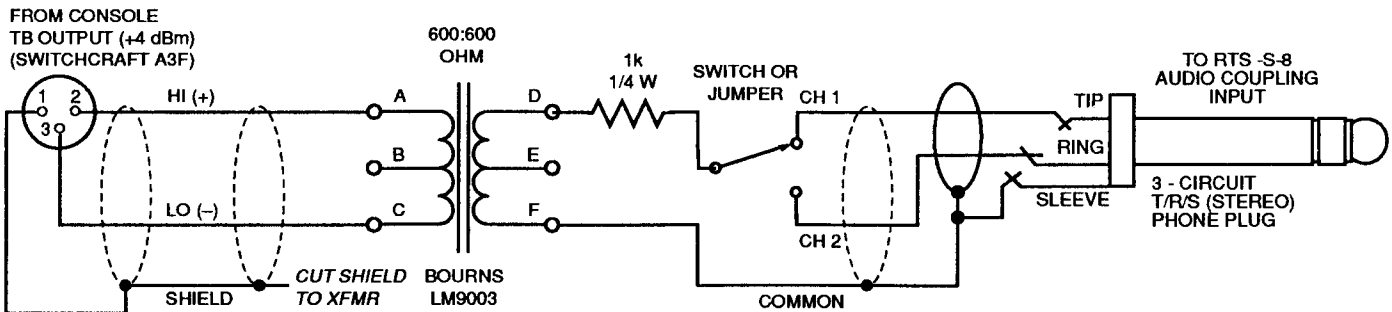 FROM CONSOLE
TB OUTPUT (+4 dBm)
(SWITCHCRAFT A3F)
1
2
3
HI (+)
LO (–)
SHIELD
CUT SHIELD
TO XFMR
600:600
OHM
A
B
C
D
E
F
BOURNS
LM9003
1k
1/4 W
SWITCH OR
JUMPER
CH 1
CH 2
COMMON
TIP
RING
SLEEVE
TO RTS -S-8
AUDIO COUPLING
INPUT
3 - CIRCUIT
T/R/S (STEREO)
PHONE PLUG